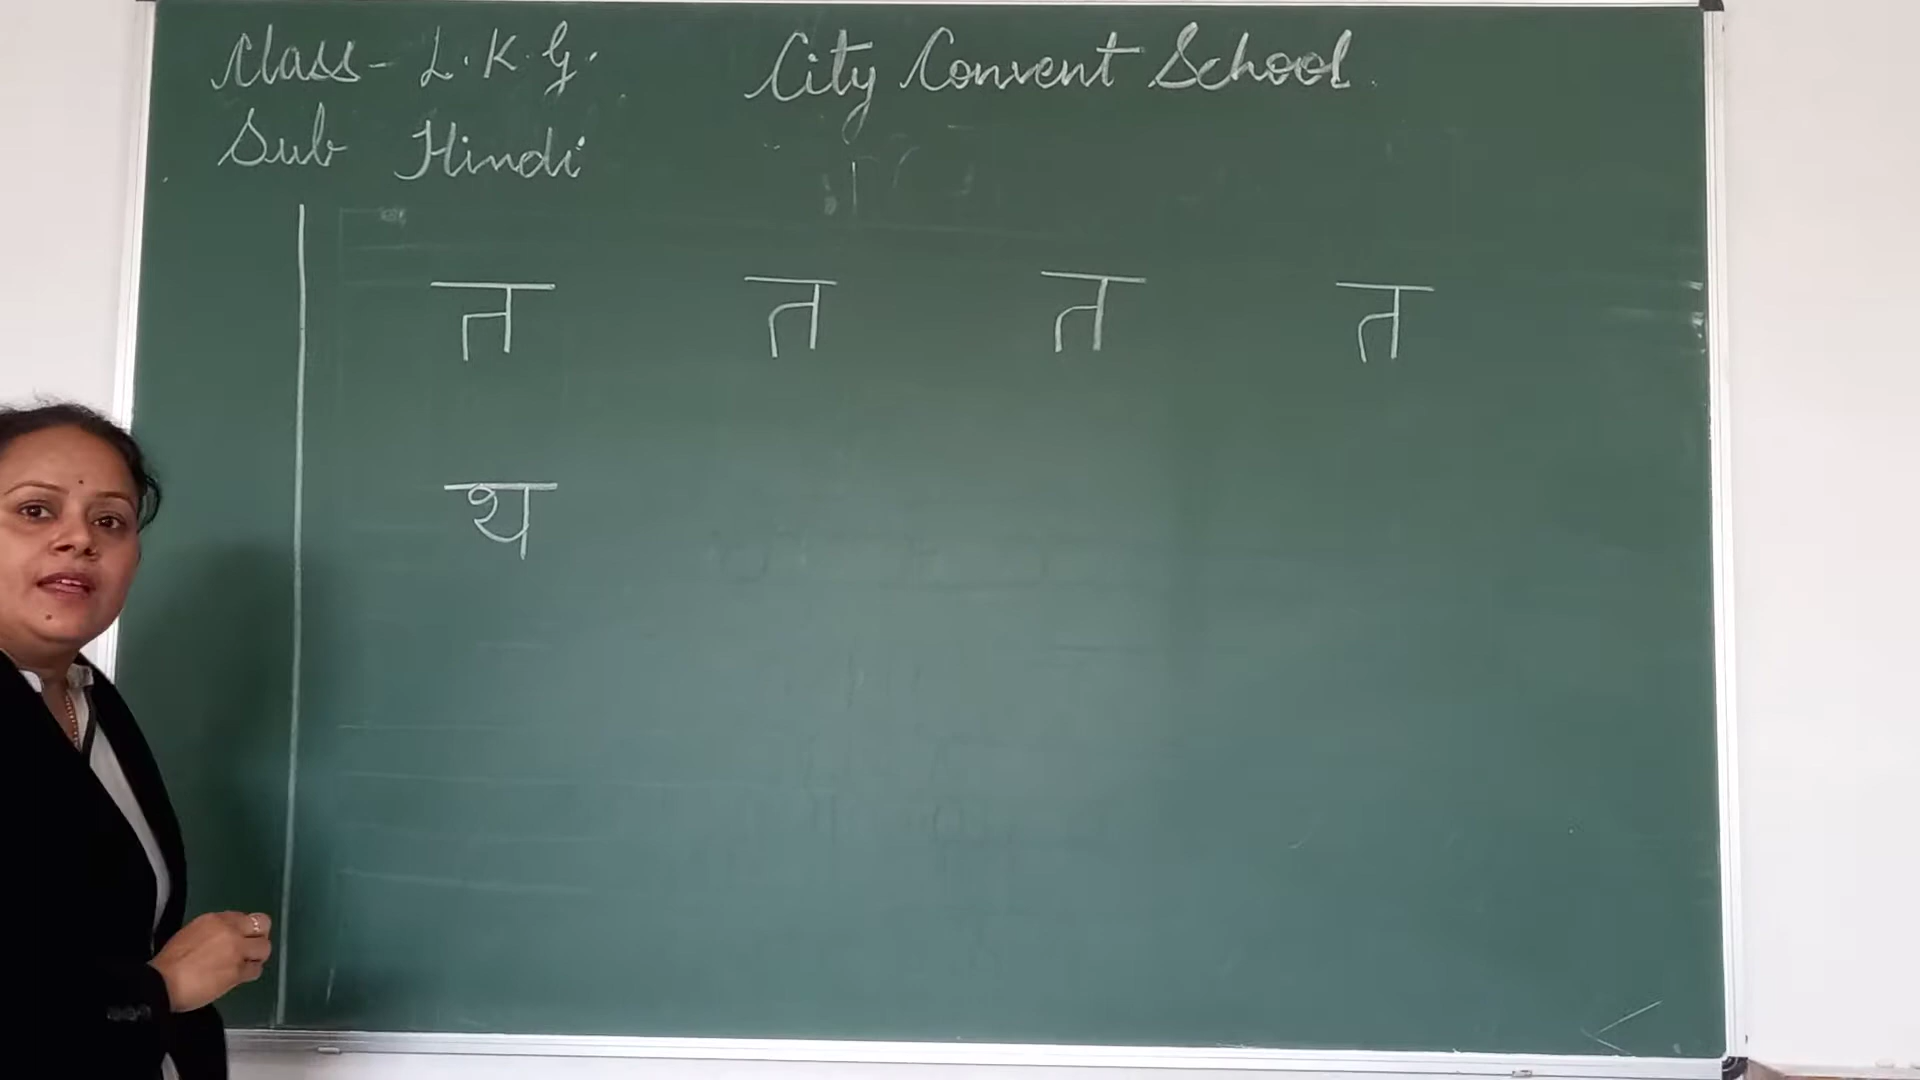 Class - L.K.G. City Convent School
Sub Hindi
त त त त
थ